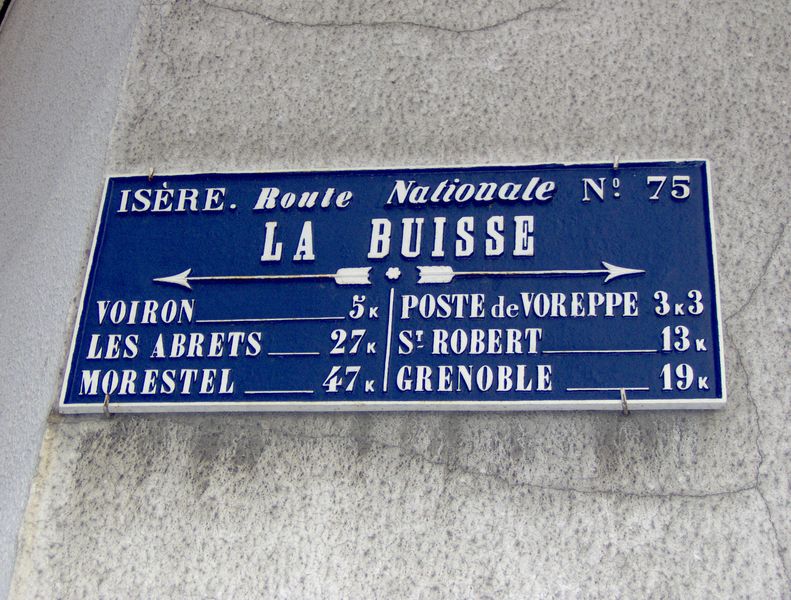 ISÈRE. Route Nationale Nº 75
LA BUISSE
VOIRON 5K
LES ABRETS 27K
MORESTEL 47K
POSTE de VOREPPE 3K3
ST ROBERT 13K
GRENOBLE 19K